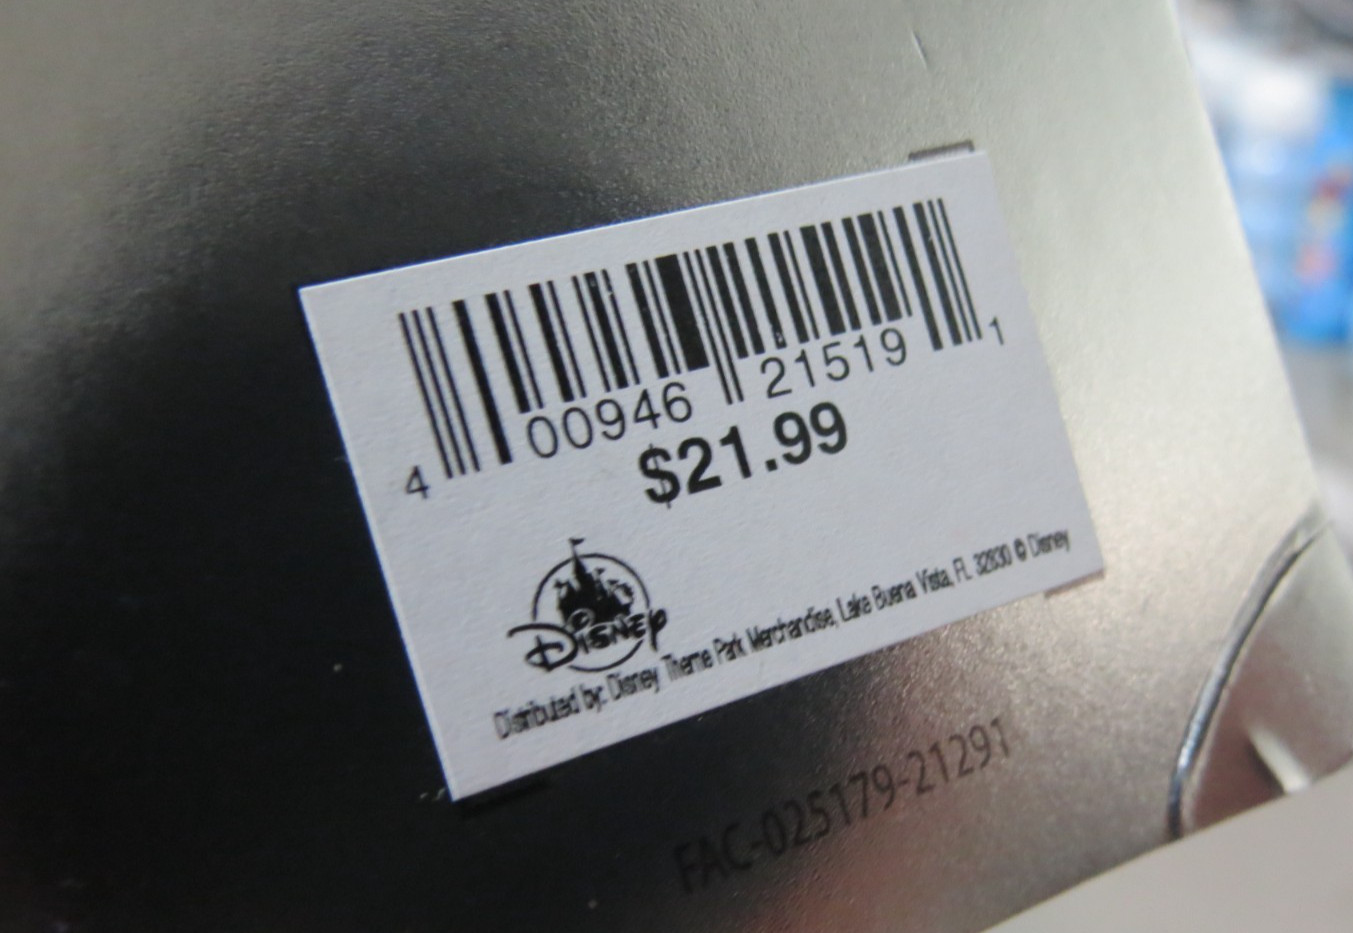 4 00946 21519 1
$21.99
Disney
Distributed by: Disney Theme Park Merchandise, Lake Buena Vista, FL 32830 © Disney
FAC-025179-21291